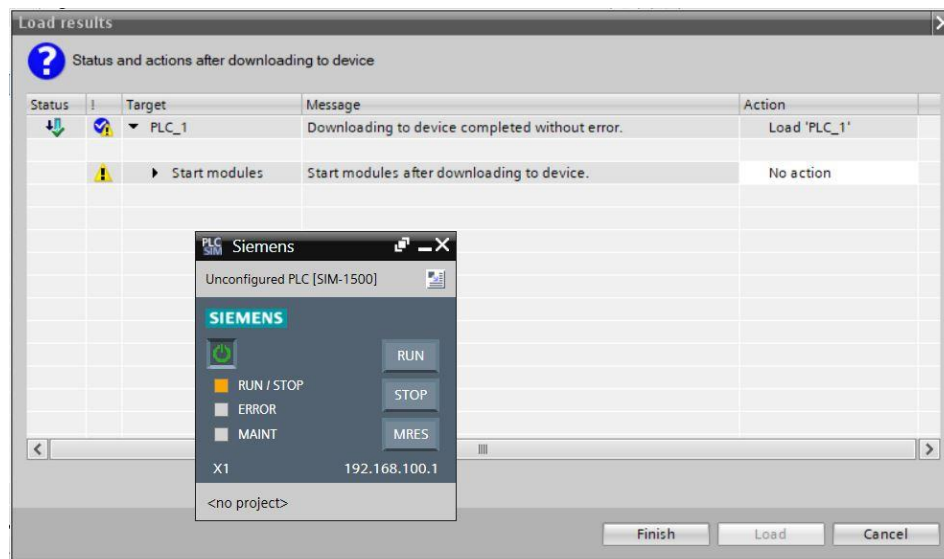 Load results
Status and actions after downloading to device
Status ! Target Message Action
PLC_1 Downloading to device completed without error. Load 'PLC_1'
Start modules Start modules after downloading to device. No action
PLC SIM Siemens
Unconfigured PLC [SIM-1500]
SIEMENS
RUN
RUN / STOP
STOP
ERROR
MAINT MRES
X1 192.168.100.1
<no project>
Finish Load Cancel